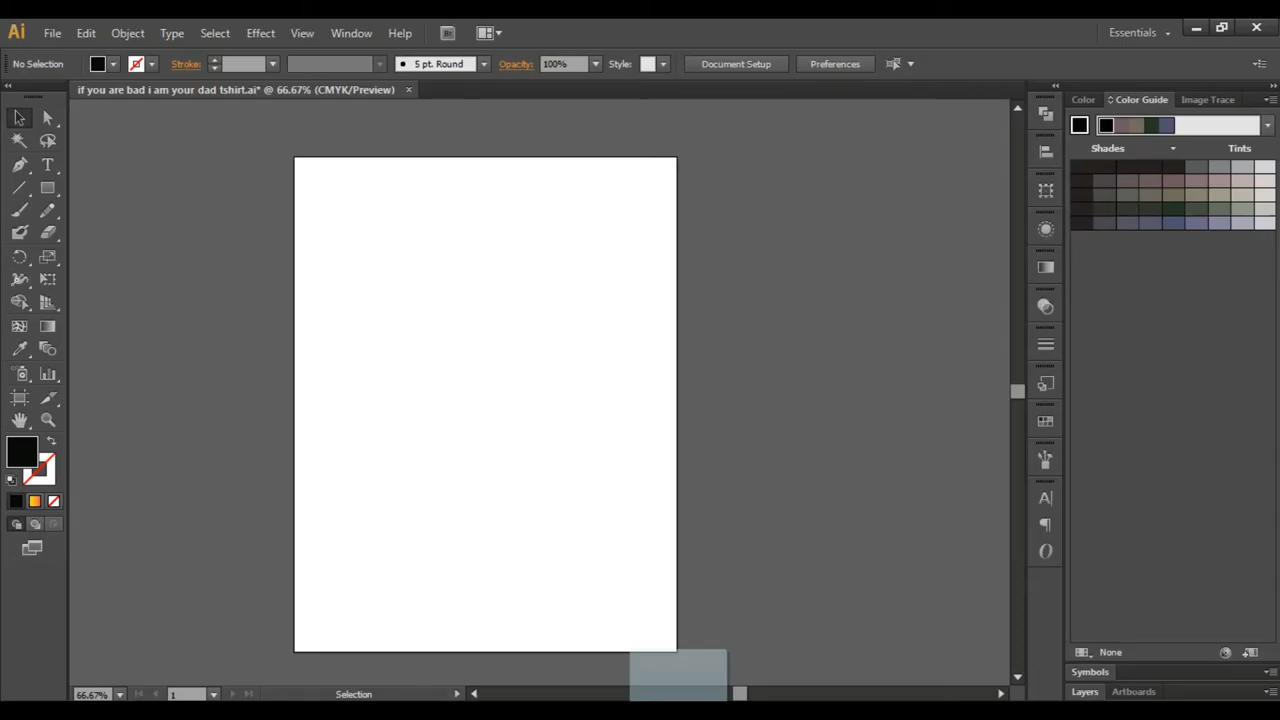 Ai File Edit Object Type Select Effect View Window Help Br Essentials
No Selection Stroke: 5 pt. Round Opacity: 100% Style: Document Setup Preferences
if you are bad i am your dad tshirt.ai* @ 66.67% (CMYK/Preview) ×
Color Color Guide Image Trace
Shades Tints
None
Symbols
Layers Artboards
66.67% 1 Selection